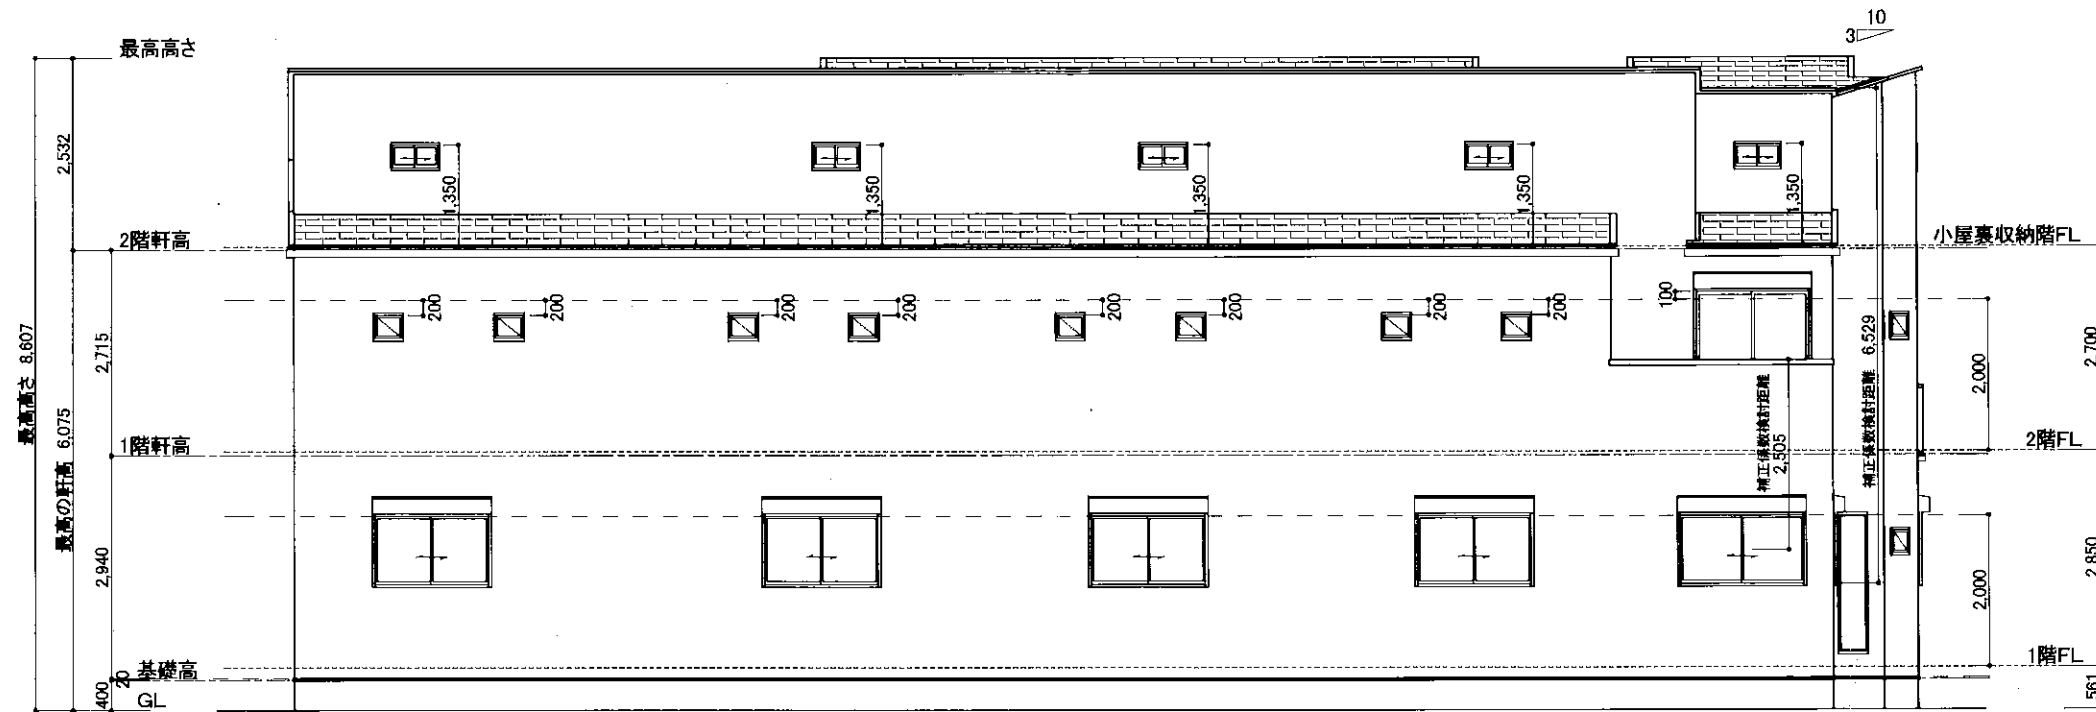 10
3
最高高さ
2,532
1,350
1,350
1,350
1,350
1,350
2階軒高
小屋裏収納階FL
200
200
200
200
200
200
200
200
100
最高高さ 8,607
2,715
補正係数検討距離 6,529
2,000
2,700
最高の軒高 6,075
補正係数検討距離
2,505
1階軒高
2階FL
2,940
2,000
2,850
基礎高
20
1階FL
400
GL
561